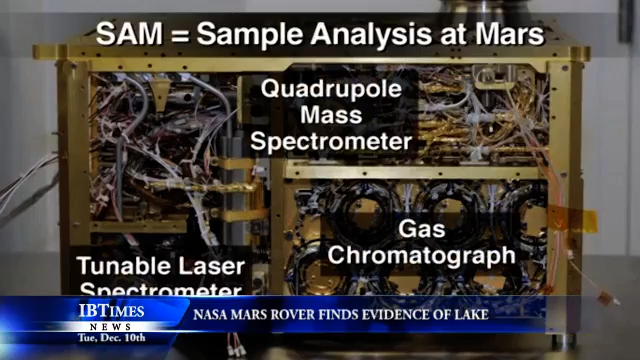 SAM = Sample Analysis at Mars
Quadrupole
Mass
Spectrometer
Gas
Chromatograph
Tunable Laser
Spectrometer
IBTIMES
NEWS
Tue, Dec. 10th
NASA MARS ROVER FINDS EVIDENCE OF LAKE